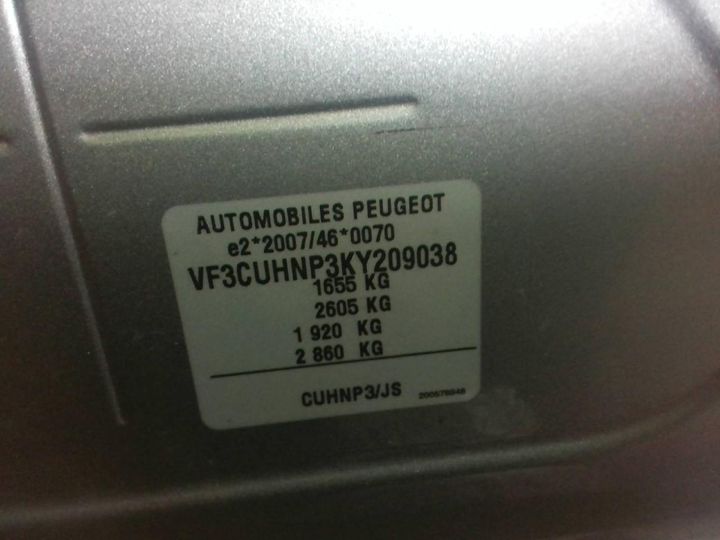 AUTOMOBILES PEUGEOT
e2*2007/46*0070
VF3CUHNP3KY209038
1655 KG
2605 KG
1 920 KG
2 860 KG
CUHNP3/JS